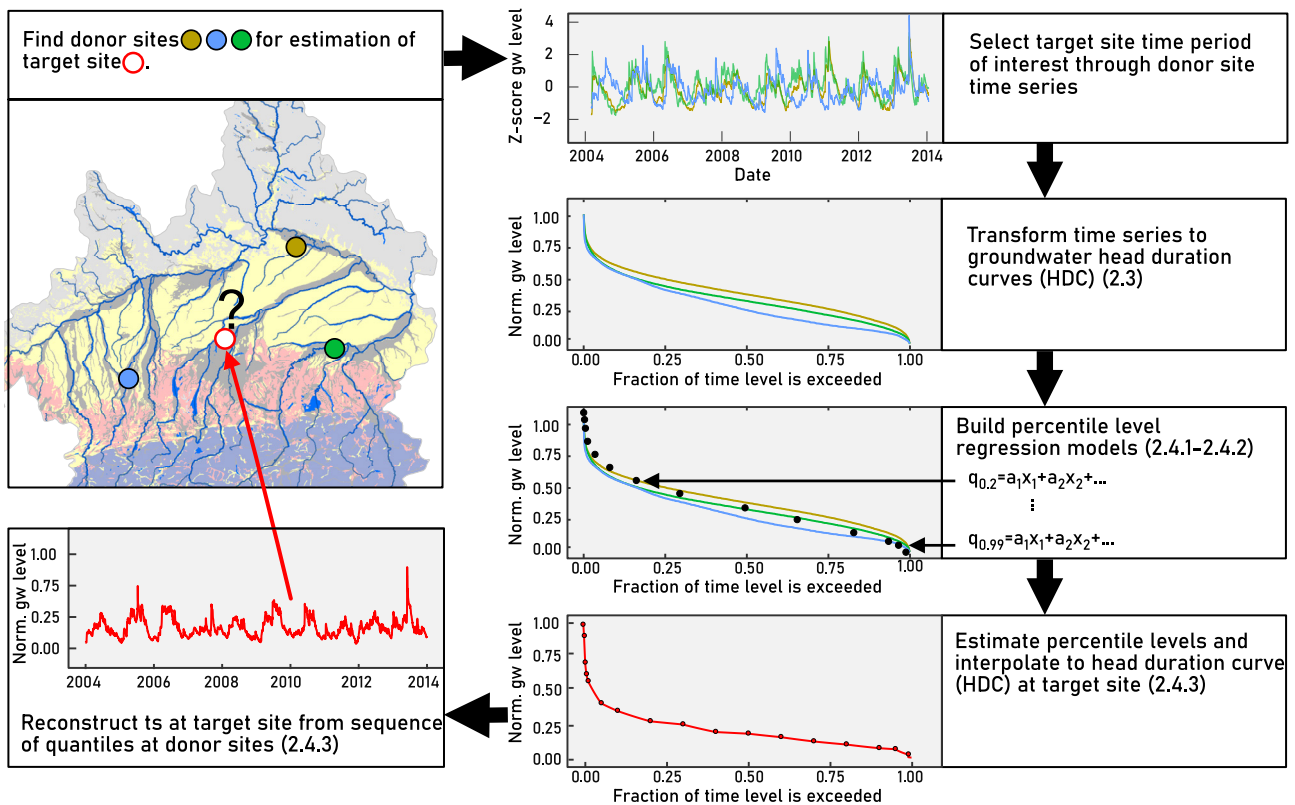 Find donor sites for estimation of
target site .
?
Z-score gw level
4
2
0
−2
2004 2006 2008 2010 2012 2014
Date
Select target site time period
of interest through donor site
time series
Norm. gw level
1.00
0.75
0.50
0.25
0.00
0.00 0.25 0.50 0.75 1.00
Fraction of time level is exceeded
Transform time series to
groundwater head duration
curves (HDC) (2.3)
Norm. gw level
1.00
0.75
0.50
0.25
0.00
0.00 0.25 0.50 0.75 1.00
Fraction of time level is exceeded
Build percentile level
regression models (2.4.1–2.4.2)
q0.2=a1x1+a2x2+...
⋮
q0.99=a1x1+a2x2+...
Norm. gw level
1.00
0.75
0.50
0.25
0.00
0.00 0.25 0.50 0.75 1.00
Fraction of time level is exceeded
Estimate percentile levels and
interpolate to head duration curve
(HDC) at target site (2.4.3)
Norm. gw level
1.00
0.75
0.25
0.00
2004 2006 2008 2010 2012 2014
Reconstruct ts at target site from sequence
of quantiles at donor sites (2.4.3)